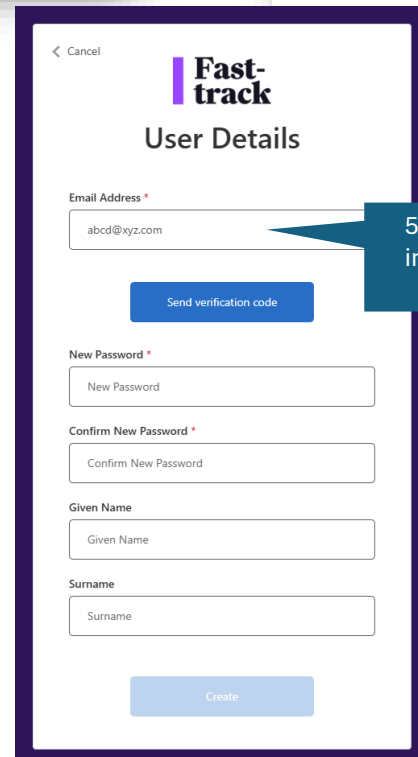 Cancel
Fast-
track
User Details
Email Address *
abcd@xyz.com
5
Send verification code
New Password *
New Password
Confirm New Password *
Confirm New Password
Given Name
Given Name
Surname
Surname
Create